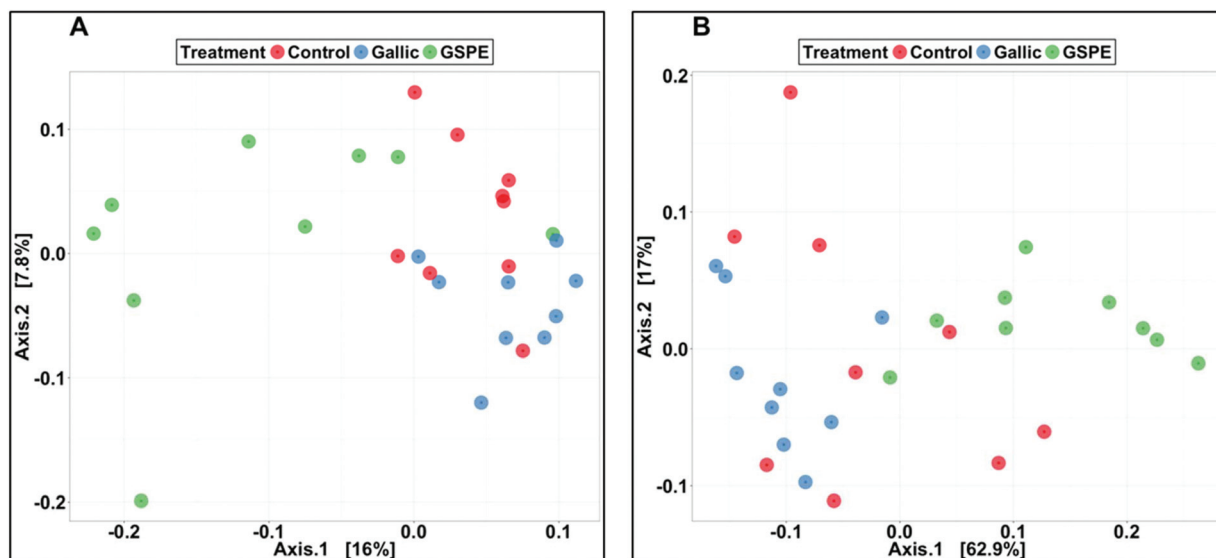 A
Treatment Control Gallic GSPE
0.1
0.0
-0.1
-0.2
Axis.2 [7.8%]
-0.2 -0.1 0.0 0.1
Axis.1 [16%]
B
Treatment Control Gallic GSPE
0.2
0.1
0.0
-0.1
Axis.2 [17%]
-0.1 0.0 0.1 0.2
Axis.1 [62.9%]